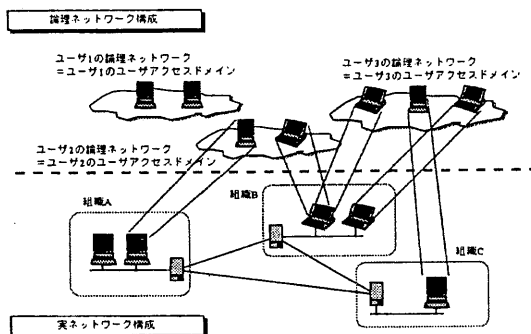 論理ネットワーク構成
ユーザ1の論理ネットワーク
=ユーザ1のユーザアクセスドメイン
ユーザ3の論理ネットワーク
=ユーザ3のユーザアクセスドメイン
ユーザ2の論理ネットワーク
=ユーザ2のユーザアクセスドメイン
組織A
組織B
組織C
実ネットワーク構成